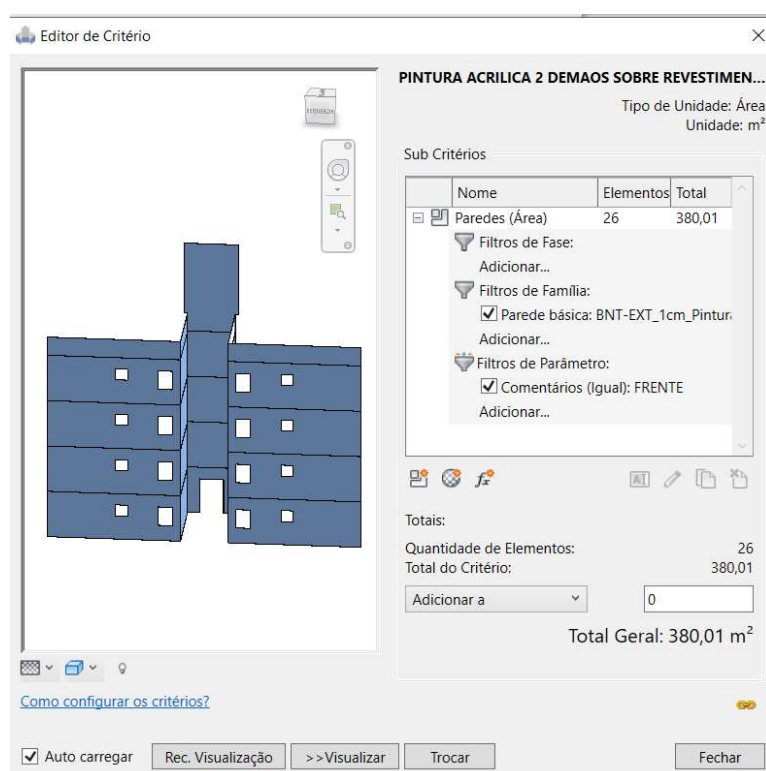 Editor de Critério
PINTURA ACRILICA 2 DEMAOS SOBRE REVESTIMEN...
Tipo de Unidade: Área
Unidade: m²
Sub Critérios
Nome Elementos Total
Paredes (Área) 26 380,01
Filtros de Fase:
Adicionar...
Filtros de Família:
Parede básica: BNT-EXT_1cm_Pintura
Adicionar...
Filtros de Parâmetro:
Comentários (Igual): FRENTE
Adicionar...
Totais:
Quantidade de Elementos: 26
Total do Critério: 380,01
Adicionar a 0
Total Geral: 380,01 m²
Como configurar os critérios?
Auto carregar Rec. Visualização >>Visualizar Trocar Fechar